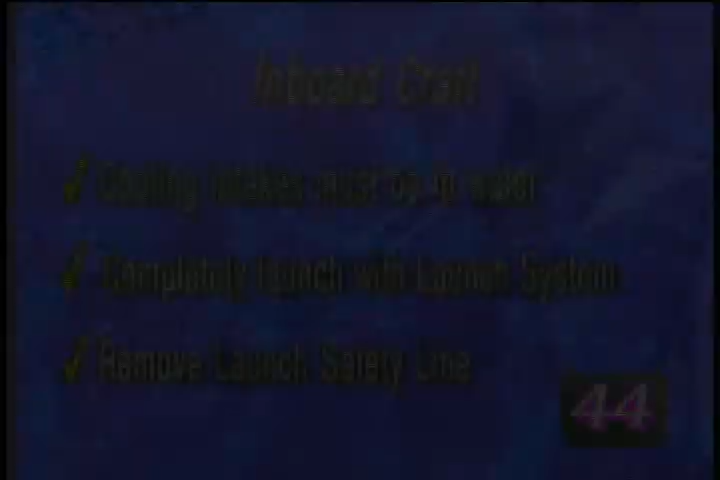 Inboard Craft
✓ Cooling intakes must be in water
✓ Completely launch with Launch System
✓ Remove Launch Safety Line
44